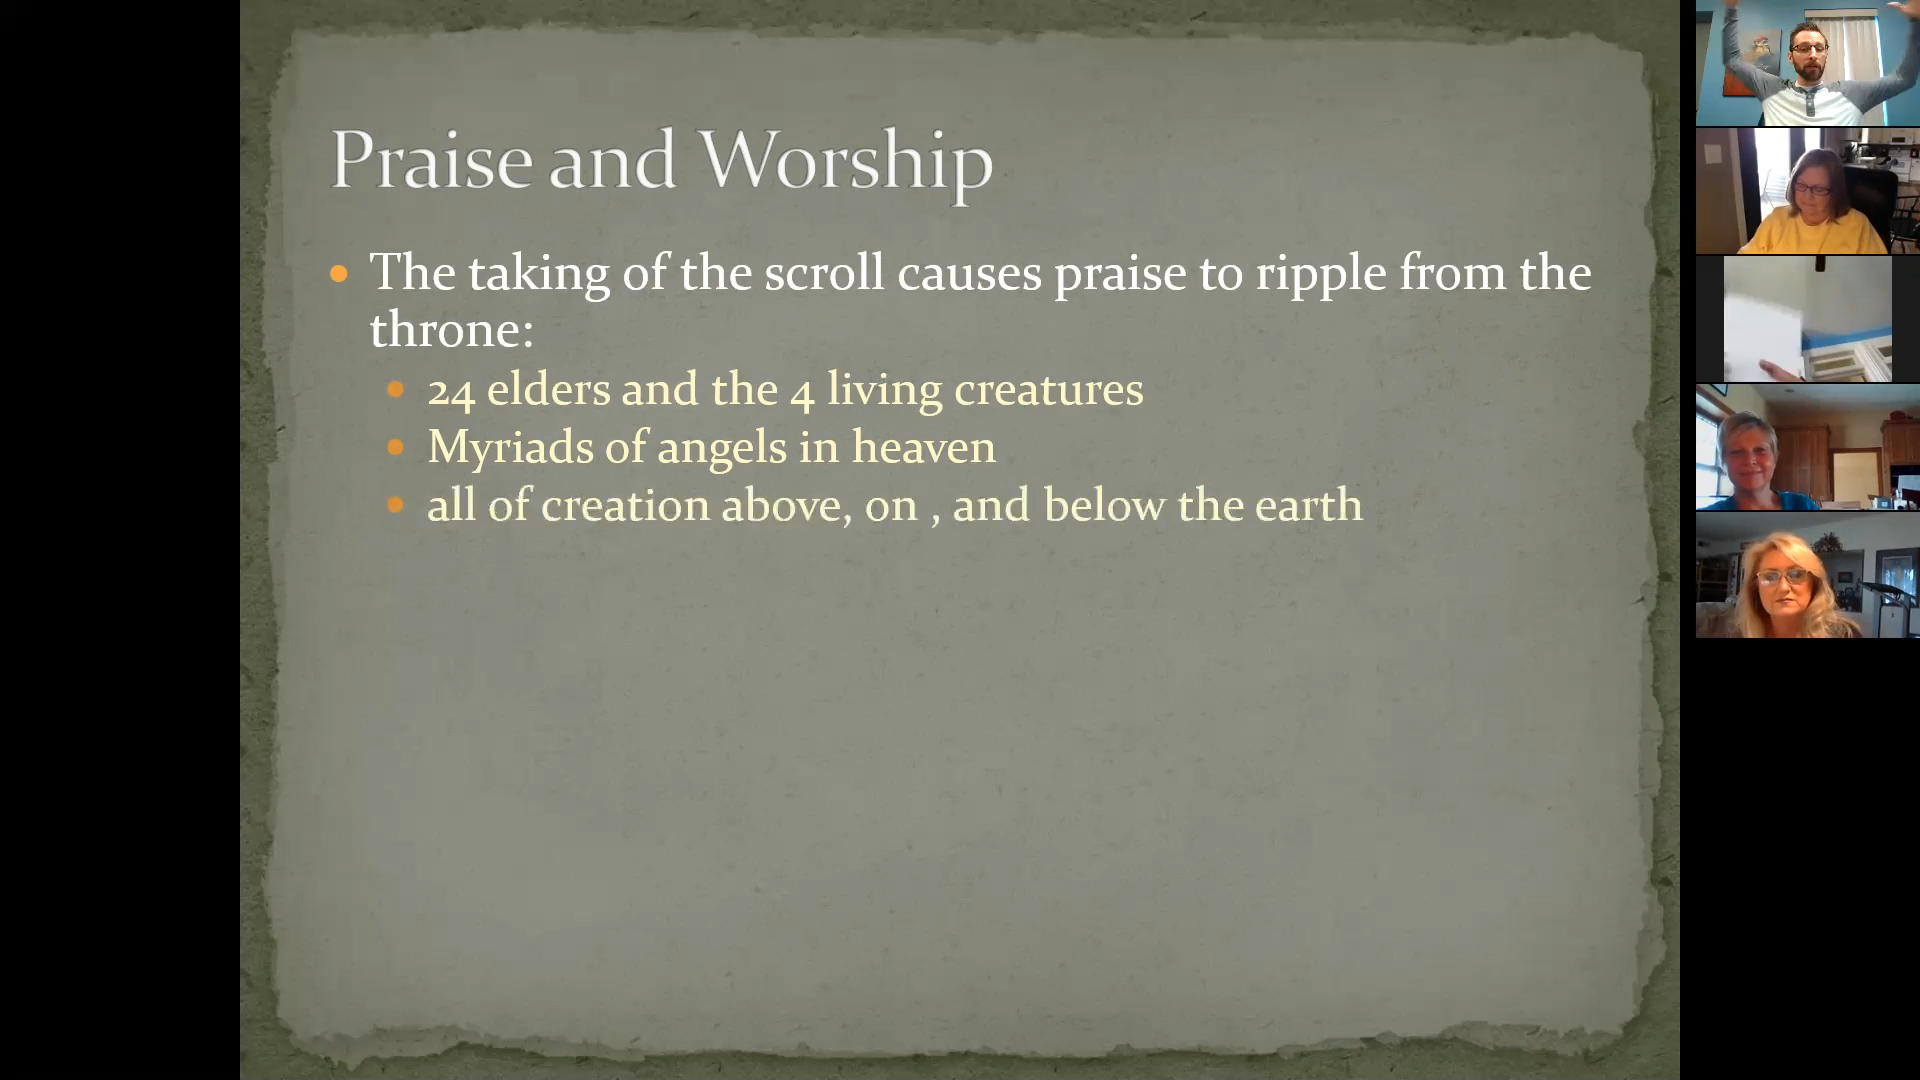 Praise and Worship
The taking of the scroll causes praise to ripple from the
throne:
24 elders and the 4 living creatures
Myriads of angels in heaven
all of creation above, on , and below the earth